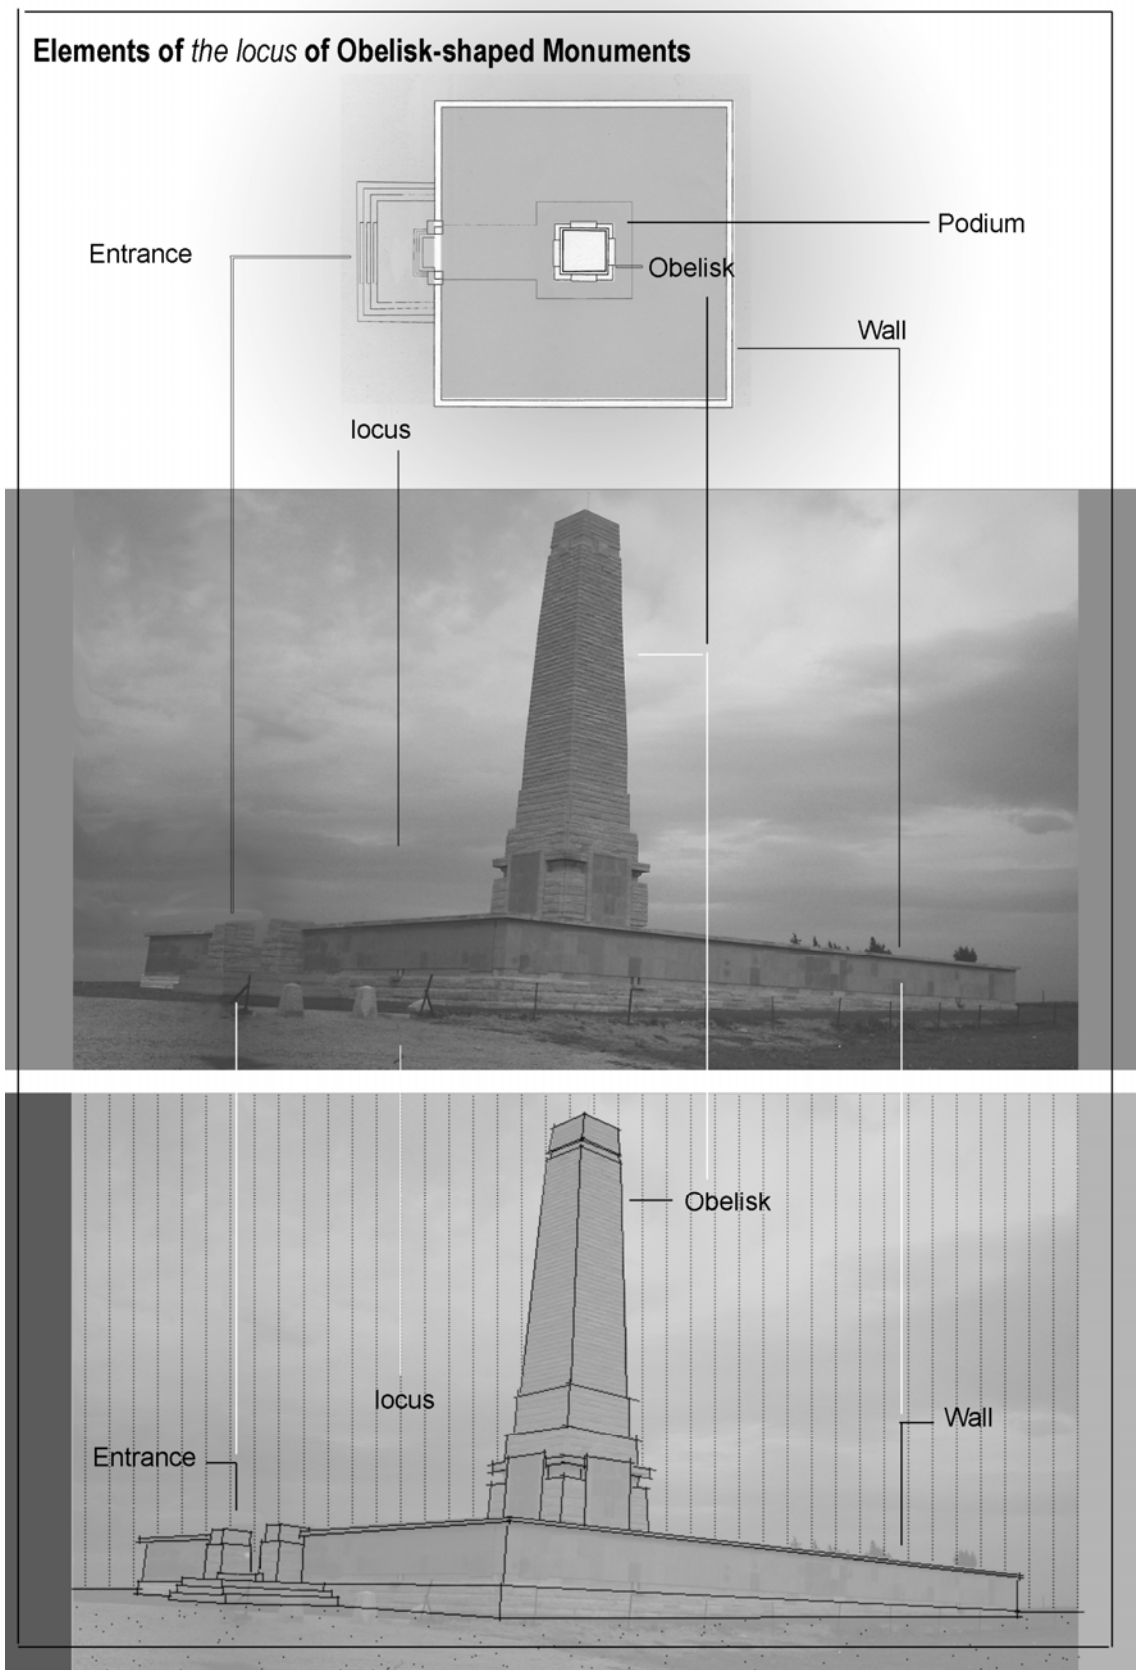 Elements of the locus of Obelisk-shaped Monuments
Podium
Entrance
Obelisk
Wall
locus
Obelisk
locus
Wall
Entrance